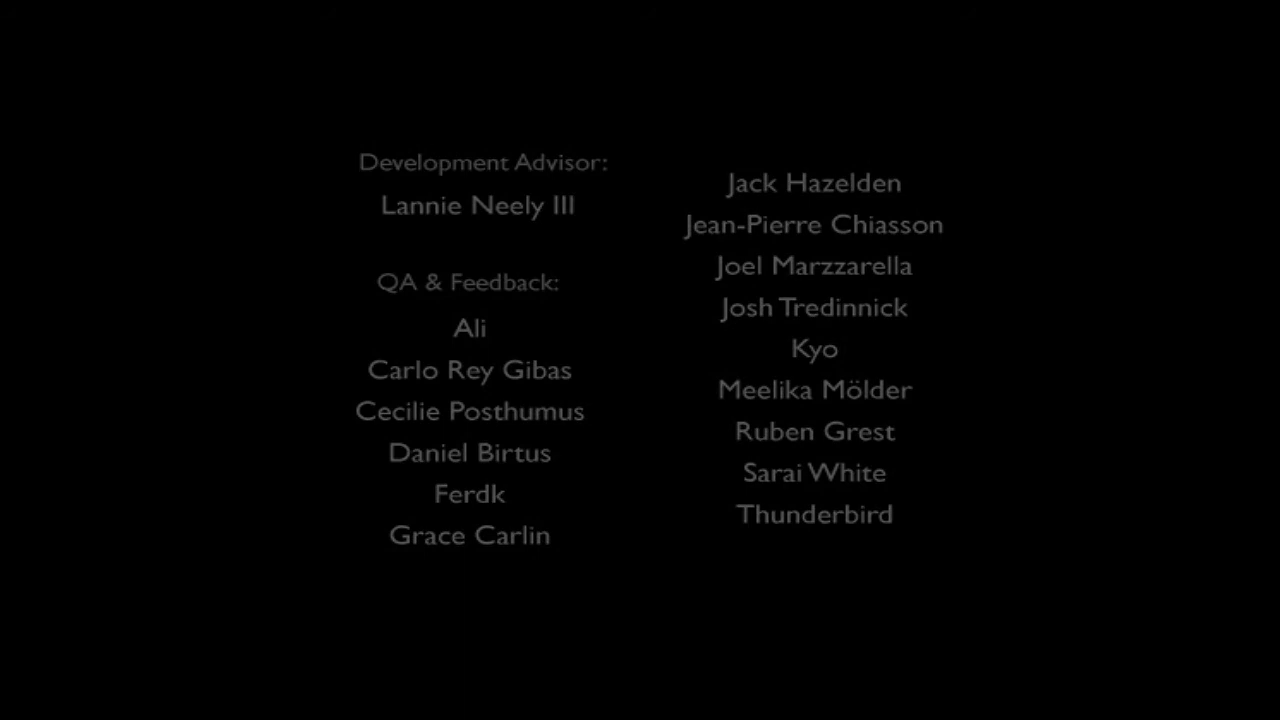 Development Advisor:
Lannie Neely III
QA & Feedback:
Ali
Carlo Rey Gibas
Cecilie Posthumus
Daniel Birtus
Ferdk
Grace Carlin
Jack Hazelden
Jean-Pierre Chiasson
Joel Marzzarella
Josh Tredinnick
Kyo
Meelika Mölder
Ruben Grest
Sarai White
Thunderbird